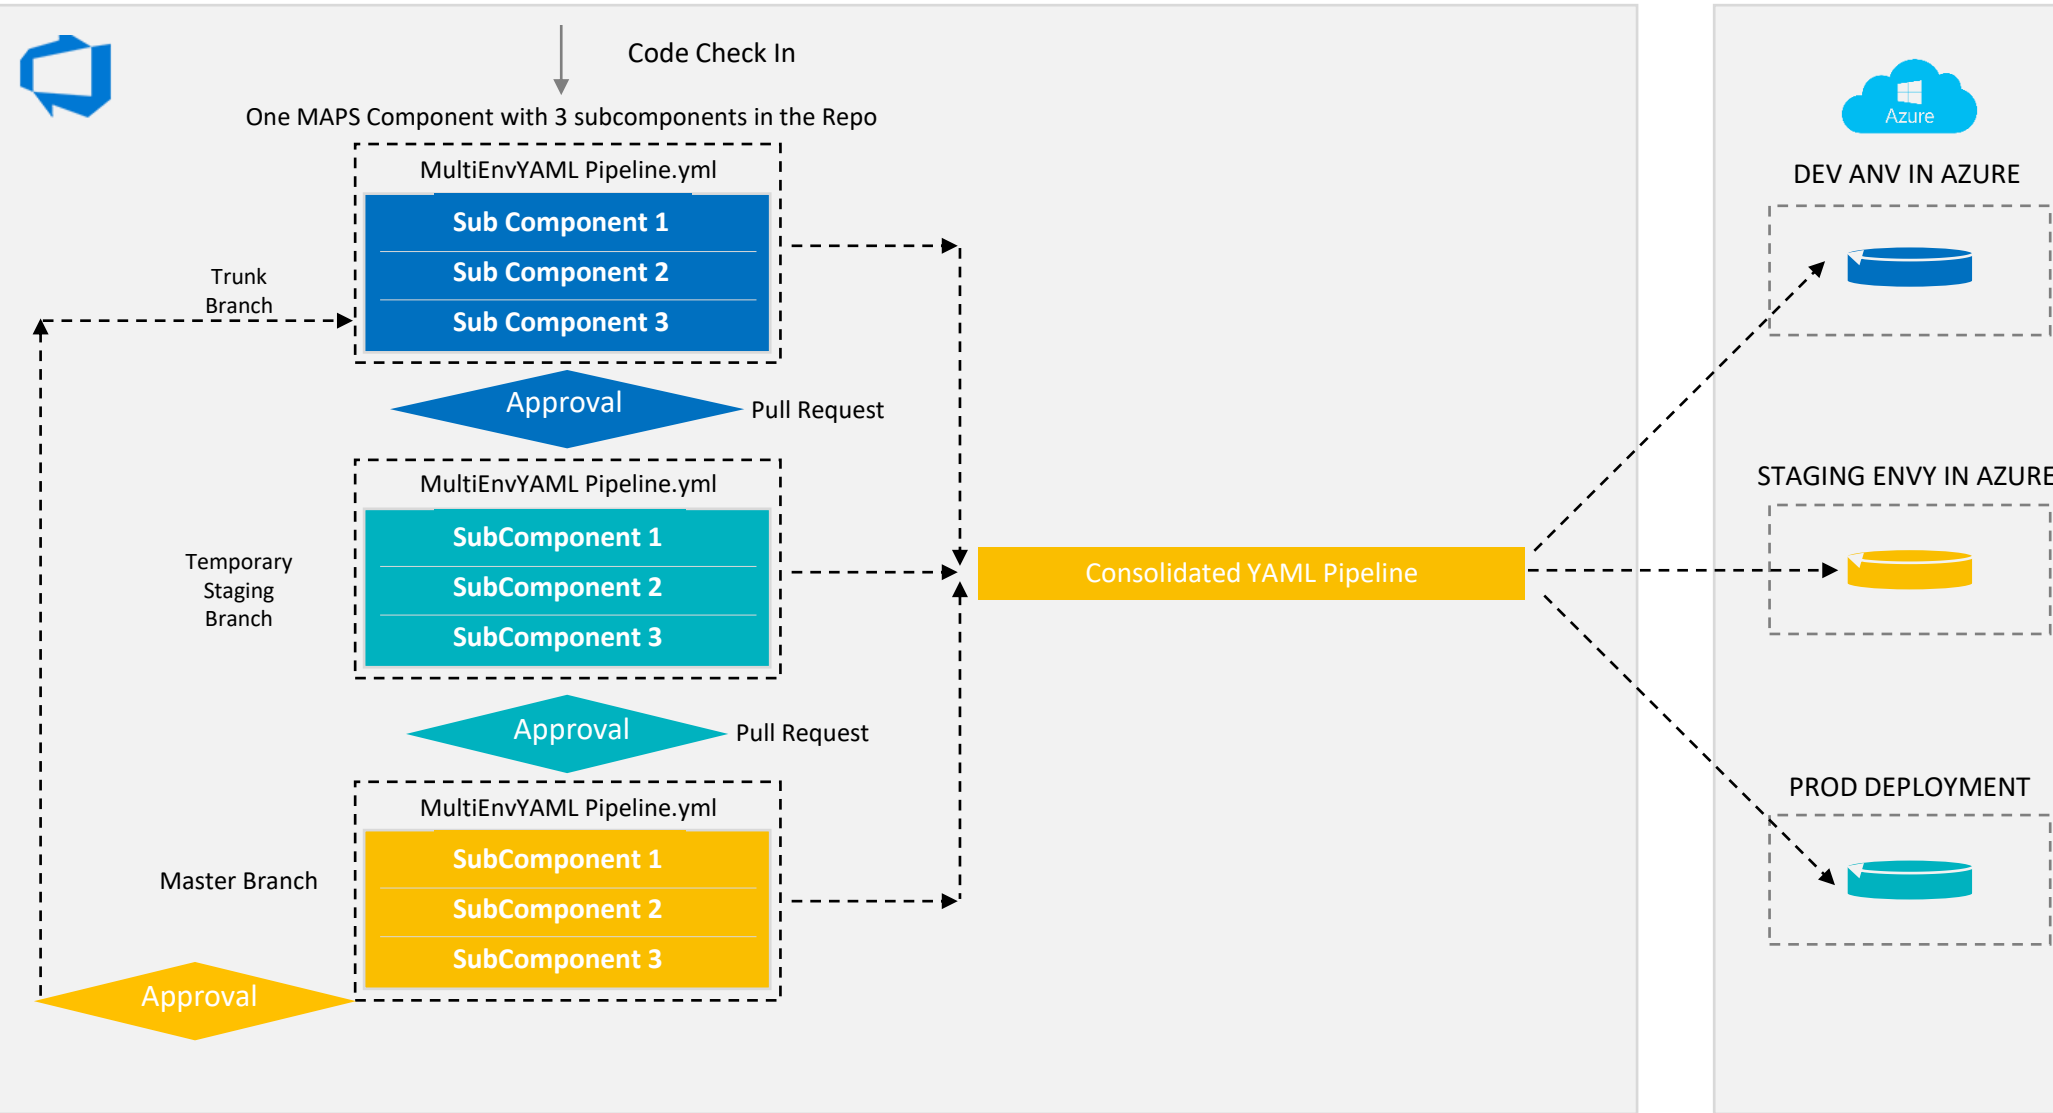 Code Check In
One MAPS Component with 3 subcomponents in the Repo
MultiEnvYAML Pipeline.yml
Sub Component 1
Sub Component 2
Sub Component 3
Trunk
Branch
Approval
Pull Request
MultiEnvYAML Pipeline.yml
SubComponent 1
SubComponent 2
SubComponent 3
Temporary
Staging
Branch
Approval
Pull Request
MultiEnvYAML Pipeline.yml
SubComponent 1
SubComponent 2
SubComponent 3
Master Branch
Approval
Consolidated YAML Pipeline
Azure
DEV ANV IN AZURE
STAGING ENVY IN AZURE
PROD DEPLOYMENT